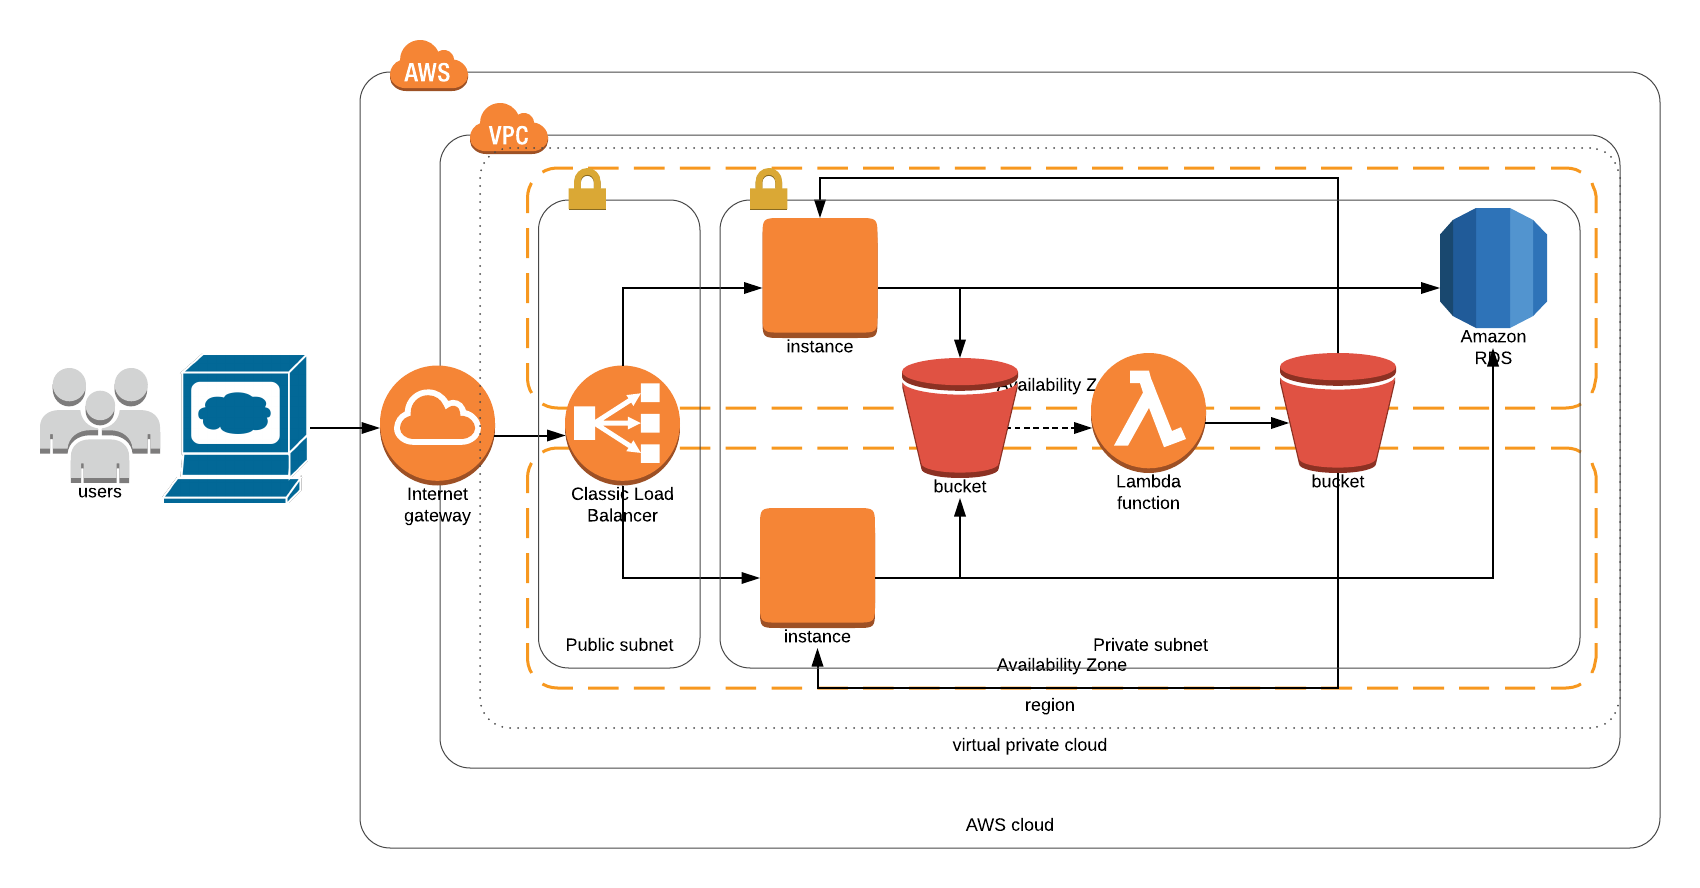 AWS
VPC
instance
Amazon
RDS
Availability Z
users
Internet
gateway
Classic Load
Balancer
bucket
Lambda
function
bucket
instance
Public subnet
Private subnet
Availability Zone
region
virtual private cloud
AWS cloud